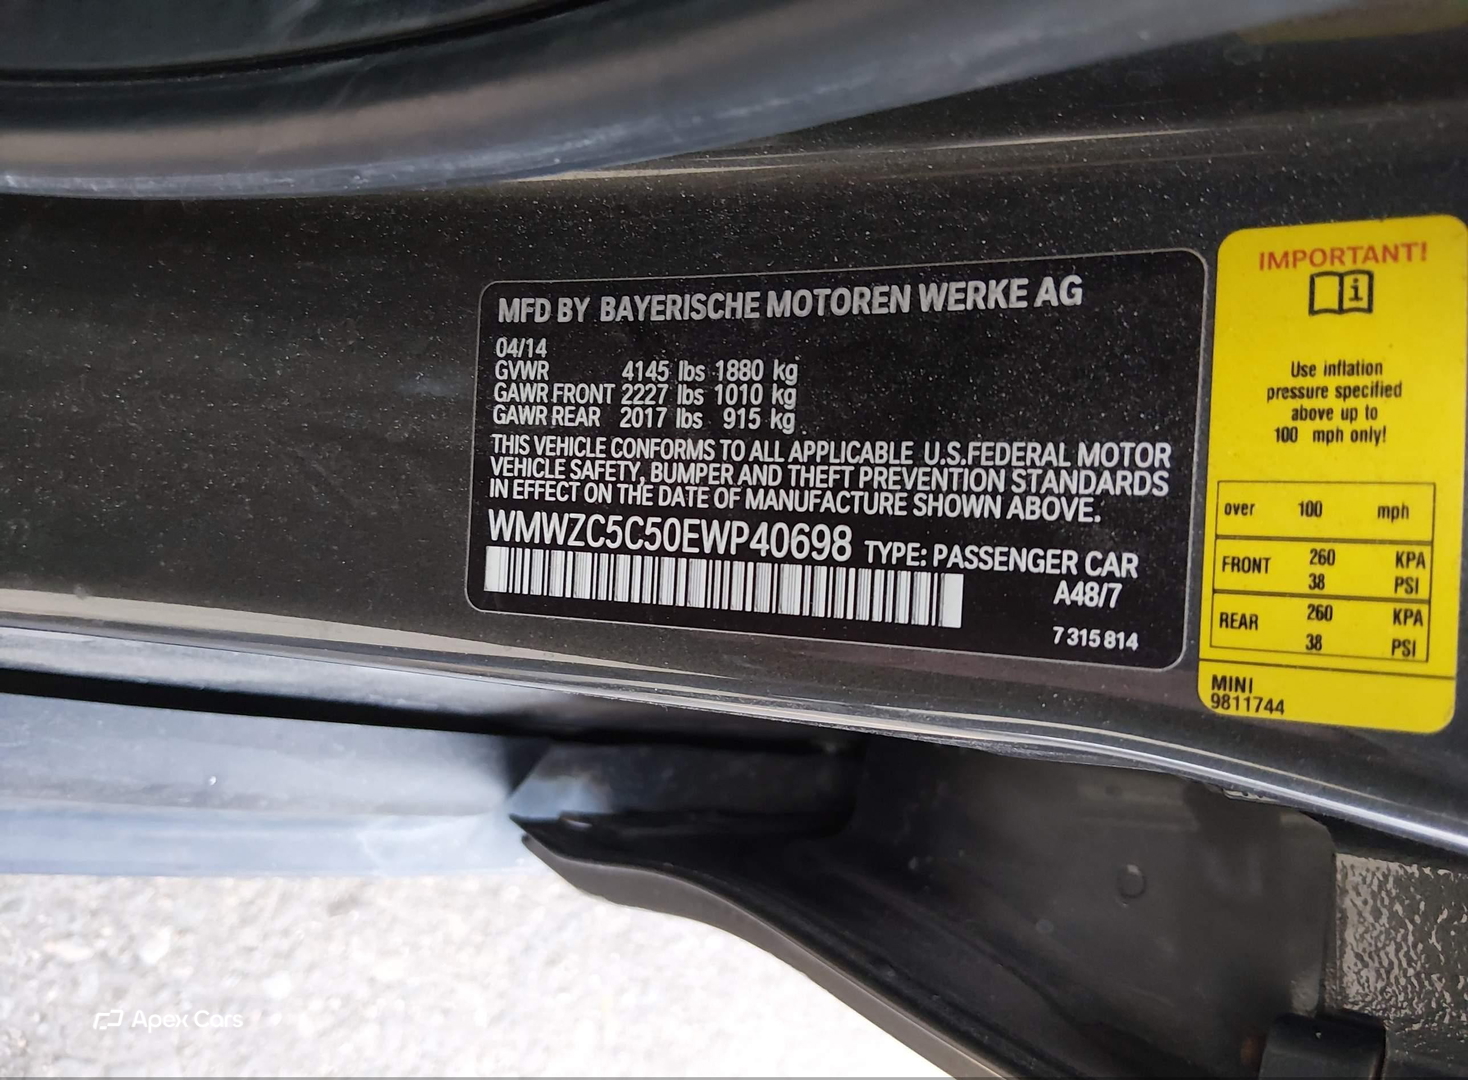 MFD BY BAYERISCHE MOTOREN WERKE AG
04/14
GVWR 4145 lbs 1880 kg
GAWR FRONT 2227 lbs 1010 kg
GAWR REAR 2017 lbs 915 kg
THIS VEHICLE CONFORMS TO ALL APPLICABLE U.S.FEDERAL MOTOR
VEHICLE SAFETY, BUMPER AND THEFT PREVENTION STANDARDS
IN EFFECT ON THE DATE OF MANUFACTURE SHOWN ABOVE.
WMWZC5C50EWP40698 TYPE: PASSENGER CAR
A48/7
7 315 814
IMPORTANT!
i
Use inflation
pressure specified
above up to
100 mph only!
over 100 mph
FRONT 260 KPA
38 PSI
REAR 260 KPA
38 PSI
MINI
9811744
Apex Cars